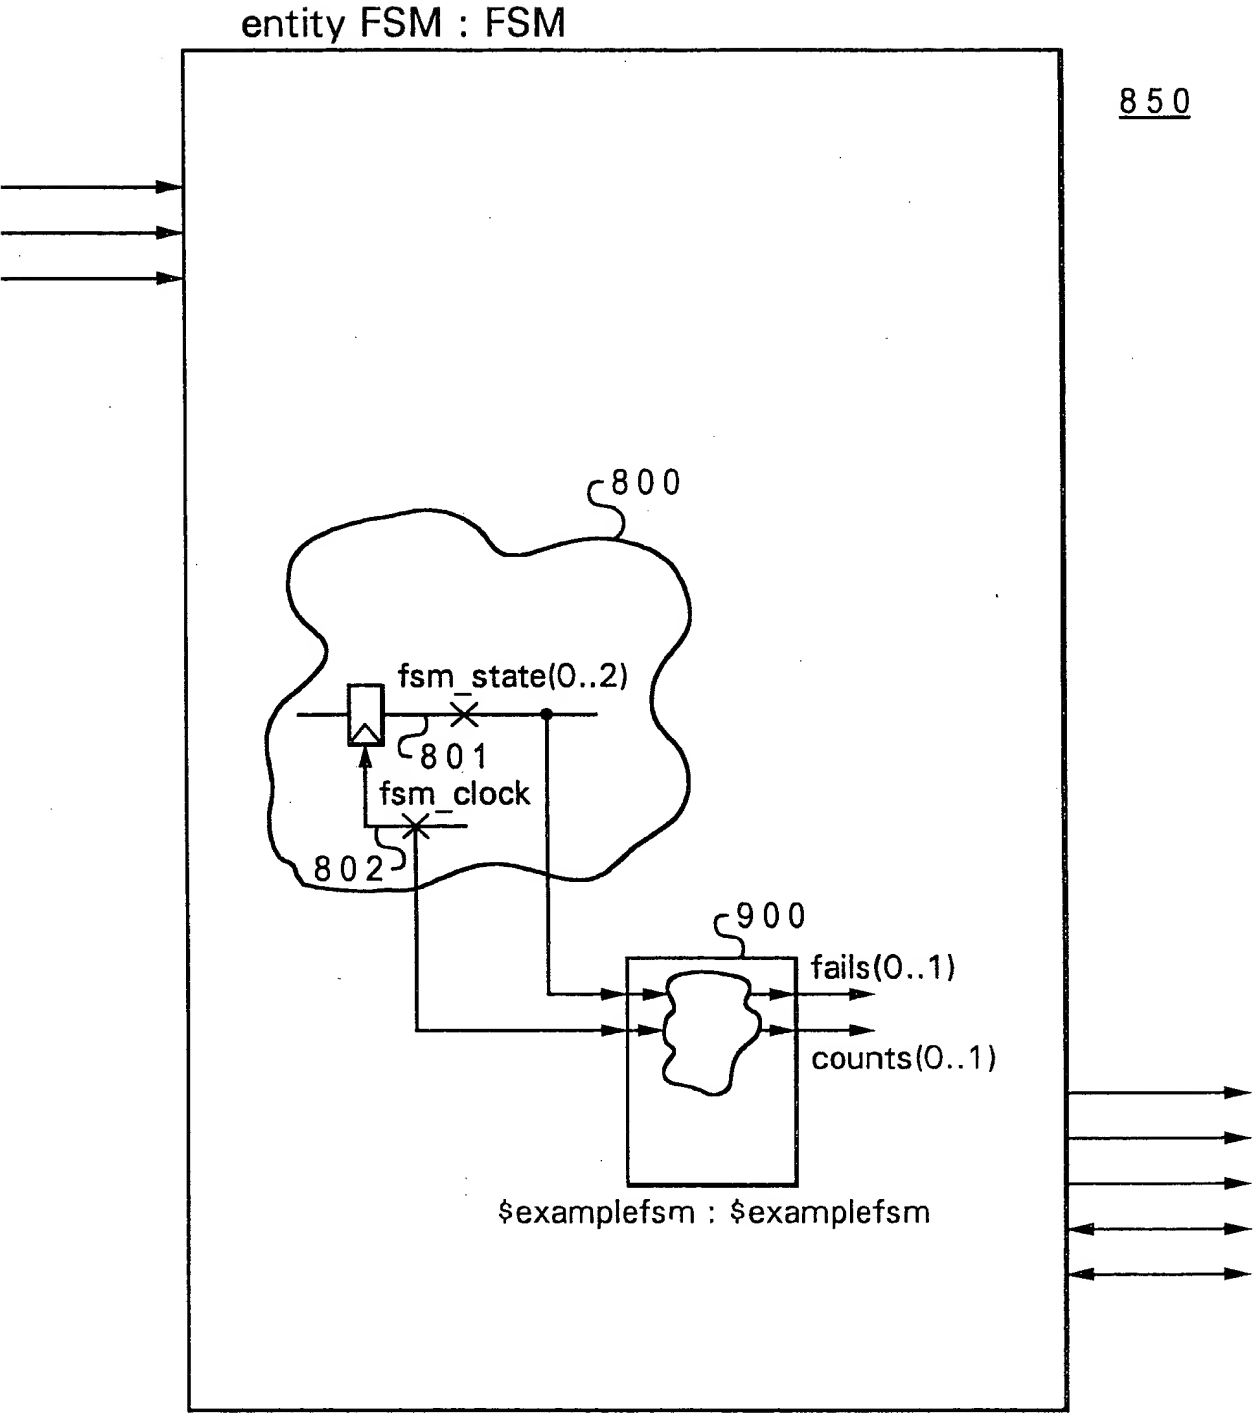 entity FSM : FSM
850
800
fsm_state(0..2)
801
fsm_clock
802
900
fails(0..1)
counts(0..1)
$examplefsm : $examplefsm